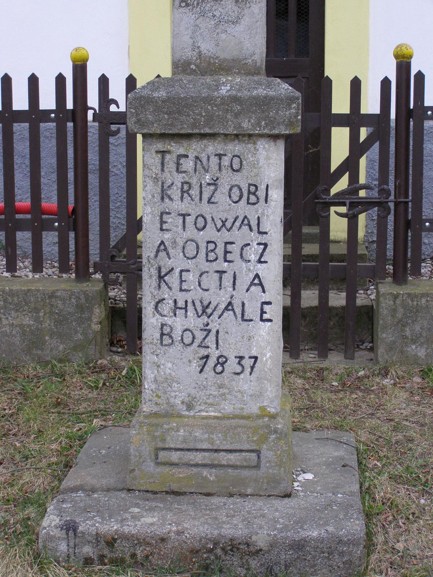 TENTO
KRIŽ OBI
ETOWAL
A OBECZ
KECTI A
CHWÁLE
BOŽI
1837